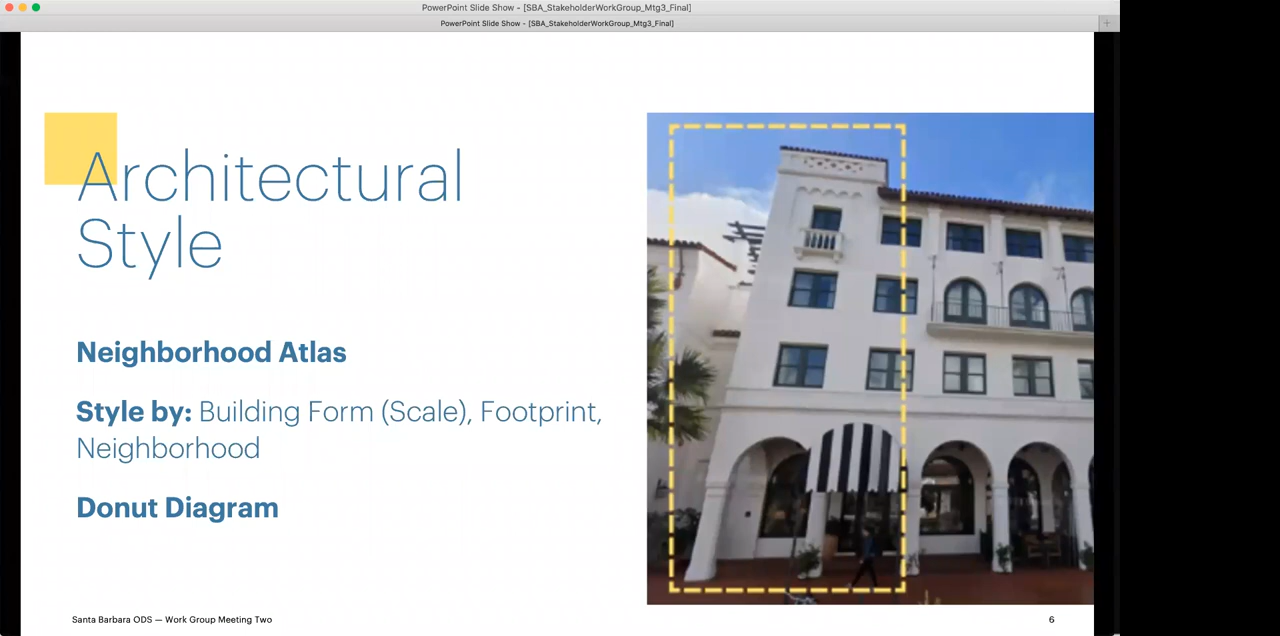 PowerPoint Slide Show - [SBA_StakeholderWorkGroup_Mtg3_Final]
PowerPoint Slide Show - [SBA_StakeholderWorkGroup_Mtg3_Final]
Architectural
Style
Neighborhood Atlas
Style by: Building Form (Scale), Footprint,
Neighborhood
Donut Diagram
Santa Barbara ODS — Work Group Meeting Two
6